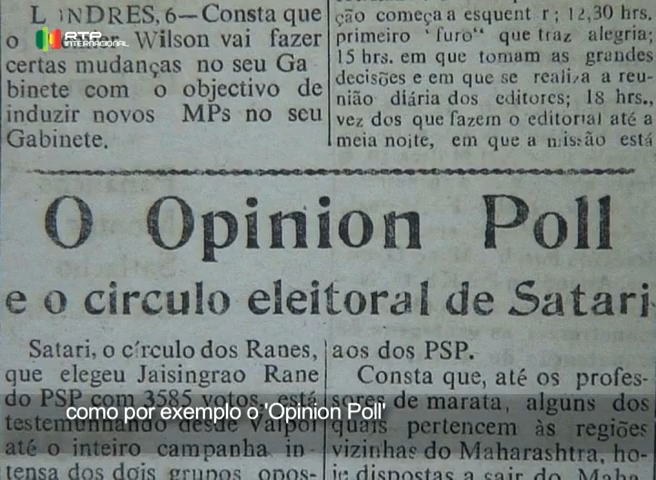 L NDRES, 6—Consta que
o Wilson vai fazer
certas mudanças no seu Ga
binete com o objectivo de
induzir novos MPs no seu
Gabinete.
RTP
INTERNACIONAL
ção começa a esquent r; 12,30 hrs.
primeiro 'furo" que traz alegria;
15 hrs. em que tomam as grandes
decisões e em que se realiza a reu-
nião diária dos editores; 18 hrs.,
vez dos que fazem o editorial até a
meia noite, em que a missão está
O Opinion Poll
e o circulo eleitoral de Satari
Satari, o círculo dos Ranes,
que elegeu Jaisingrao Rane
do PSP com 3585 votos, está
testemunhando desde Valpoi
até o inteiro campanha in-
tensa dos dois grupos opos-
aos dos PSP.
Consta que, até os profes-
sores de marata, alguns dos
quais pertencem às regiões
vizinhas do Maharashtra, ho-
je dispostas a sair do Maha
como por exemplo o 'Opinion Poll'